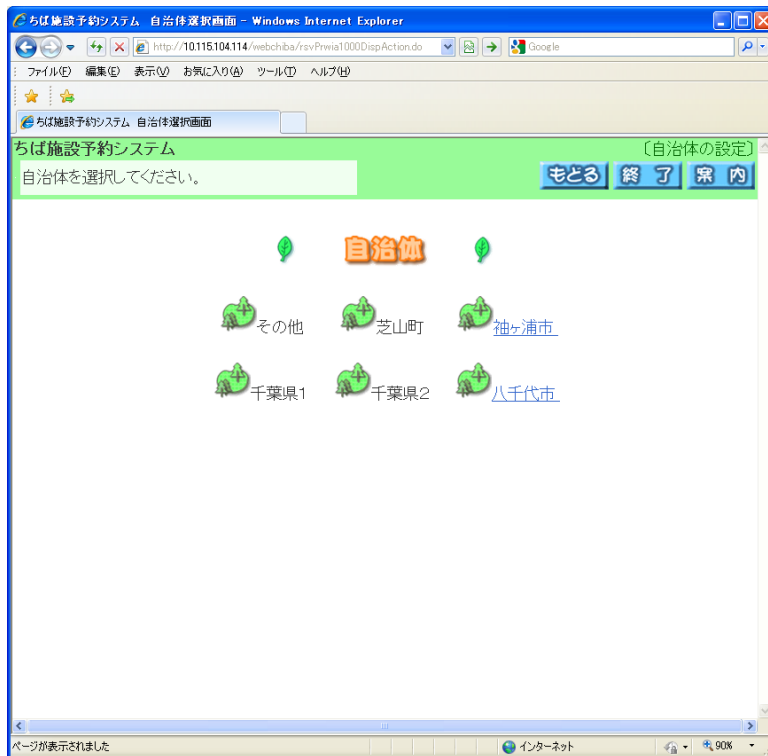 ちば施設予約システム 自治体選択画面 - Windows Internet Explorer
http://10.115.104.114/webchiba/rsvPrwia1000DispAction.do
Google
ファイル(F) 編集(E) 表示(V) お気に入り(A) ツール(T) ヘルプ(H)
ちば施設予約システム 自治体選択画面
ちば施設予約システム 〔自治体の設定〕
自治体を選択してください。 もどる 終 了 案 内
自治体
その他 芝山町 袖ヶ浦市
千葉県1 千葉県2 八千代市
ページが表示されました インターネット 90%